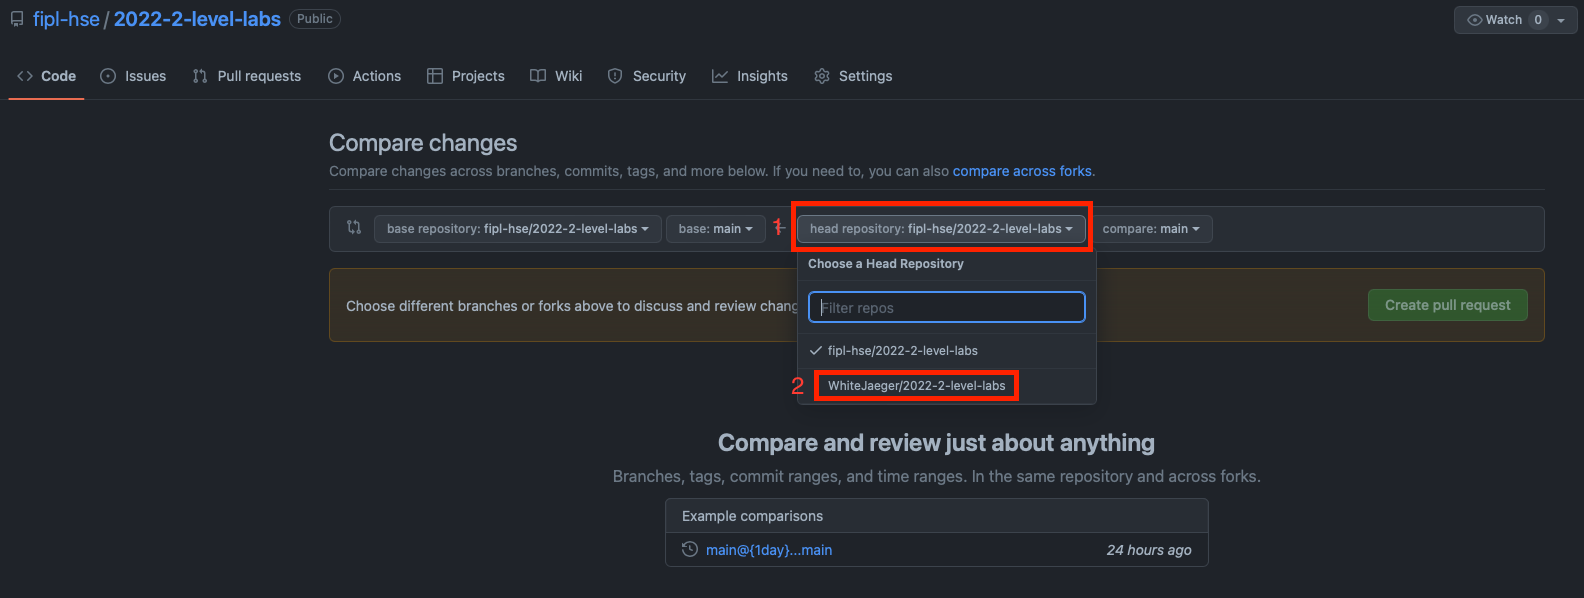 fipl-hse / 2022-2-level-labs Public Watch 0
Code Issues Pull requests Actions Projects Wiki Security Insights Settings
Compare changes
Compare changes across branches, commits, tags, and more below. If you need to, you can also compare across forks.
base repository: fipl-hse/2022-2-level-labs base: main 1 head repository: fipl-hse/2022-2-level-labs compare: main
Choose a Head Repository
Choose different branches or forks above to discuss and review Create pull request
Filter repos
fipl-hse/2022-2-level-labs
2 WhiteJaeger/2022-2-level-labs
Compare and review just about anything
Branches, tags, commit ranges, and time ranges. In the same repository and across forks.
Example comparisons
main@{1day}...main 24 hours ago